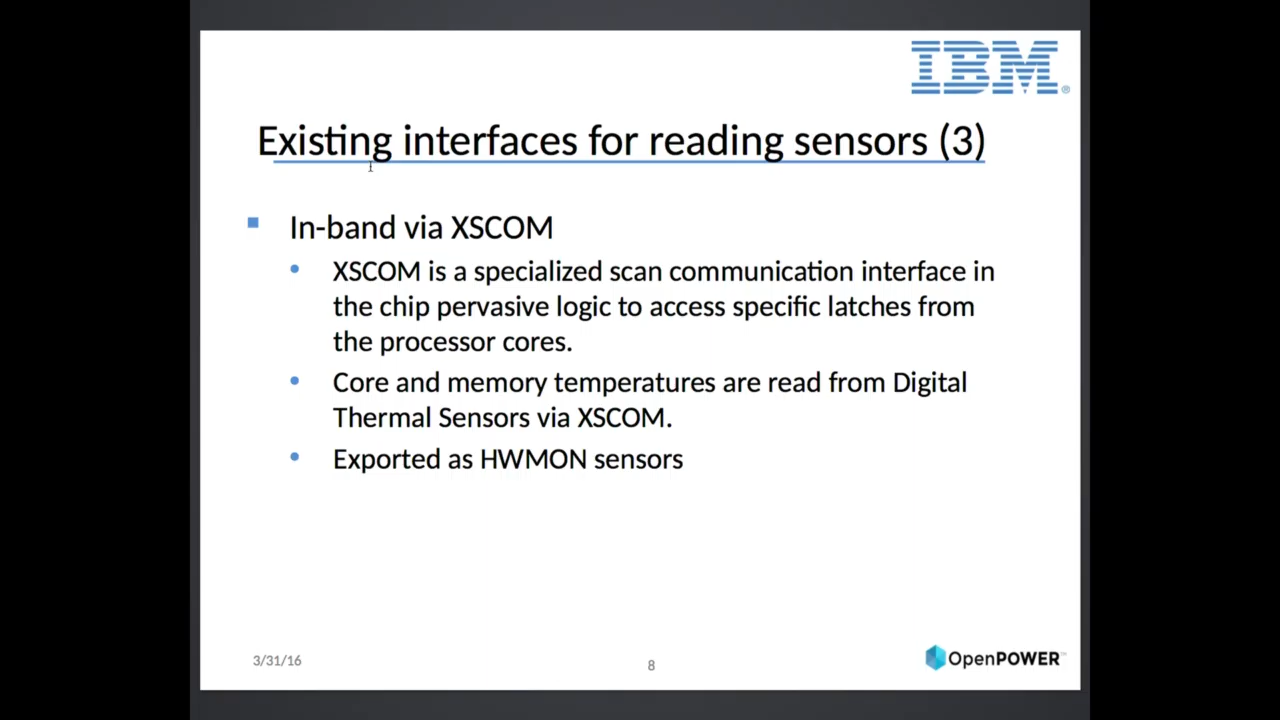 IBM®
Existing interfaces for reading sensors (3)
In-band via XSCOM
XSCOM is a specialized scan communication interface in
the chip pervasive logic to access specific latches from
the processor cores.
Core and memory temperatures are read from Digital
Thermal Sensors via XSCOM.
Exported as HWMON sensors
3/31/16
8
OpenPOWER™